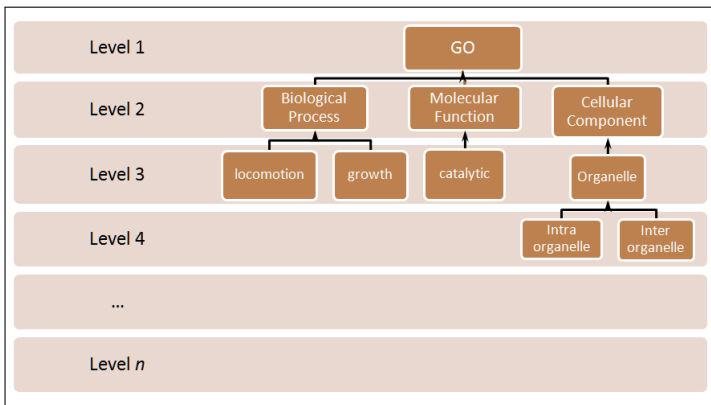 Level 1
GO
Level 2
Biological
Process
Molecular
Function
Cellular
Component
Level 3
locomotion
growth
catalytic
Organelle
Level 4
Intra
organelle
Inter
organelle
...
Level n